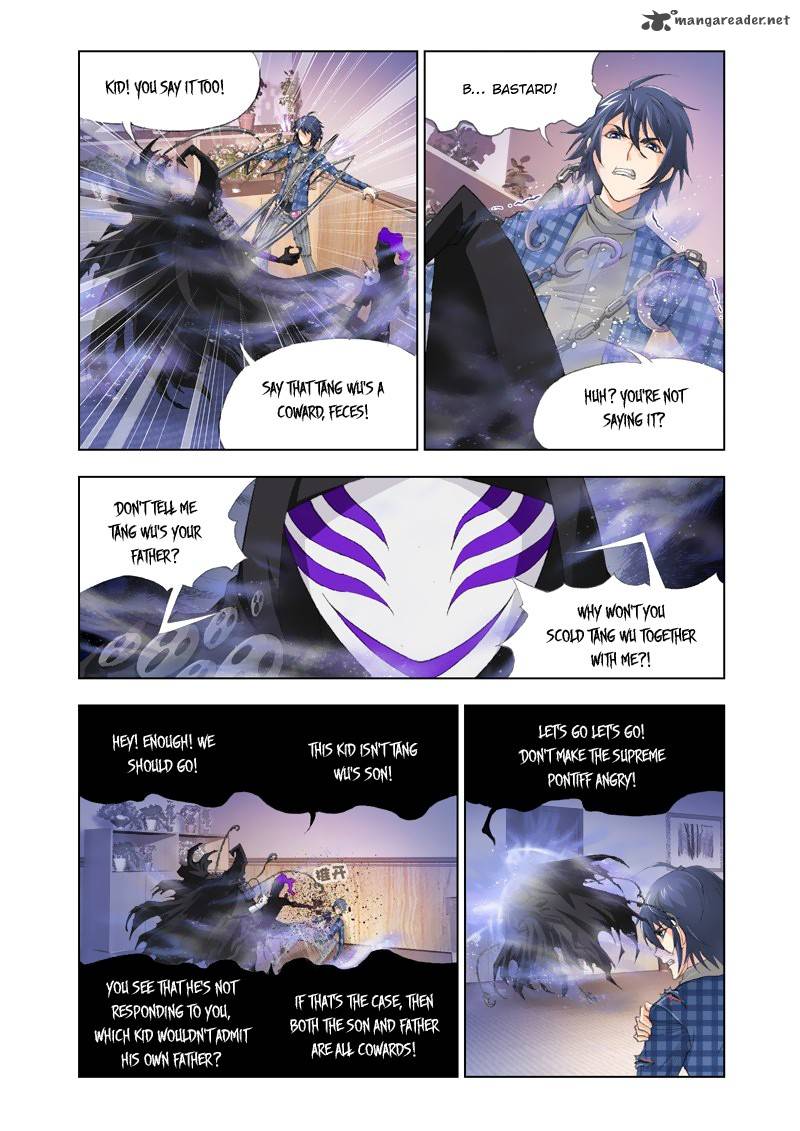 mangareader.net
KID! YOU SAY IT TOO!
SAY THAT TANG WU'S A
COWARD, FECES!
B... BASTARD!
HUH? YOU'RE NOT
SAYING IT?
DON'T TELL ME
TANG WU'S YOUR
FATHER?
WHY WON'T YOU
SCOLD TANG WU TOGETHER
WITH ME?!
HEY! ENOUGH! WE
SHOULD GO!
THIS KID ISN'T TANG
WU'S SON!
推开
YOU SEE THAT HE'S NOT
RESPONDING TO YOU,
WHICH KID WOULDN'T ADMIT
HIS OWN FATHER?
IF THAT'S THE CASE, THEN
BOTH THE SON AND FATHER
ARE ALL COWARDS!
LET'S GO LET'S GO!
DON'T MAKE THE SUPREME
PONTIFF ANGRY!